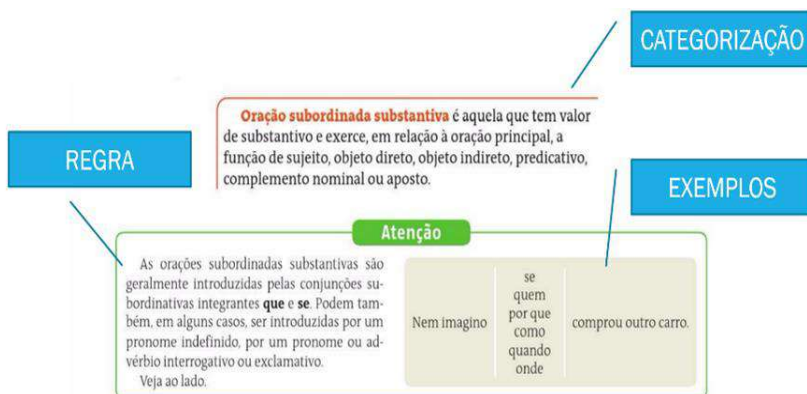 CATEGORIZAÇÃO
Oração subordinada substantiva é aquela que tem valor
de substantivo e exerce, em relação à oração principal, a
função de sujeito, objeto direto, objeto indireto, predicativo,
complemento nominal ou aposto.
REGRA
EXEMPLOS
Atenção
As orações subordinadas substantivas são
geralmente introduzidas pelas conjunções su-
bordinativas integrantes que e se. Podem tam-
bém, em alguns casos, ser introduzidas por um
pronome indefinido, por um pronome ou ad-
vérbio interrogativo ou exclamativo.
Veja ao lado.
Nem imagino
se
quem
por que
como
quando
onde
comprou outro carro.